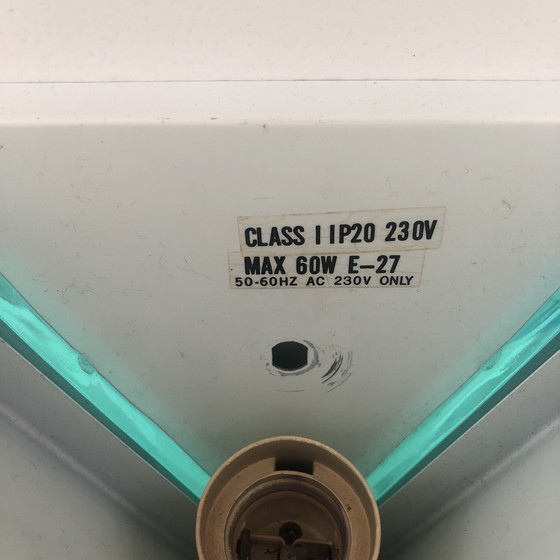 CLASS I IP20 230V
MAX 60W E-27
50-60HZ AC 230V ONLY